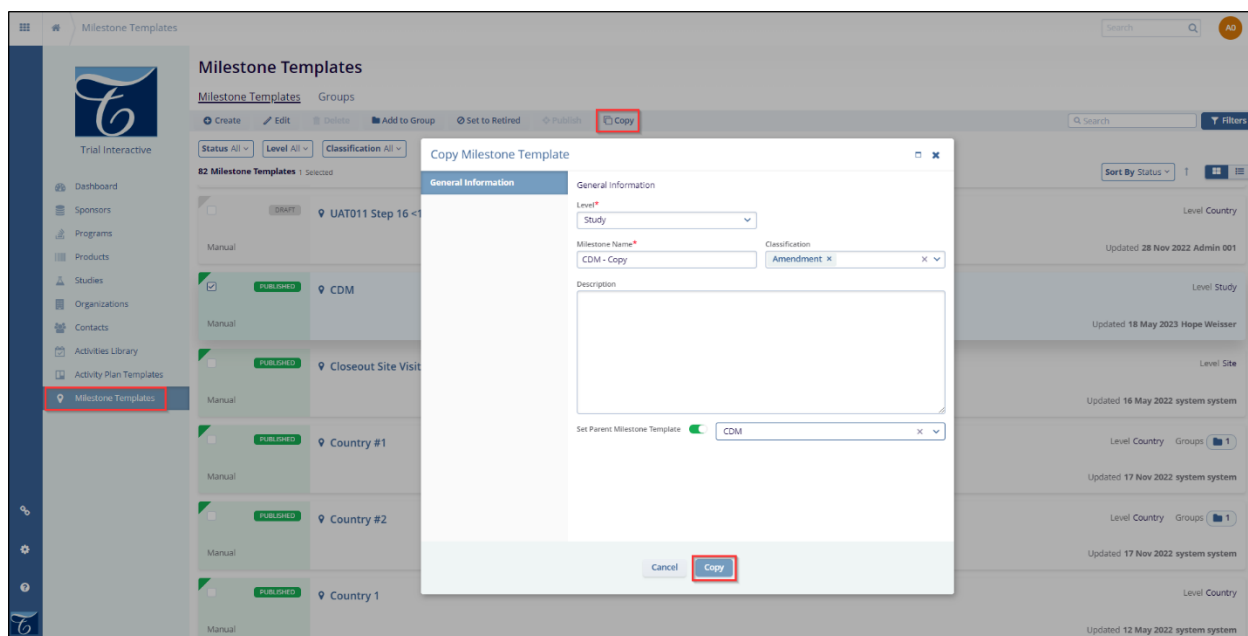 Milestone Templates
Search
AO
Trial Interactive
Dashboard
Sponsors
Programs
Products
Studies
Organizations
Contacts
Activities Library
Activity Plan Templates
Milestone Templates
Milestone Templates
Milestone Templates Groups
Create Edit Delete Add to Group Set to Retired Publish Copy
Search Filters
Status All Level All Classification All
82 Milestone Templates 1 Selected
Sort By Status
DRAFT UAT011 Step 16 <1
Level Country
Manual
Updated 28 Nov 2022 Admin 001
PUBLISHED CDM
Level Study
Manual
Updated 18 May 2023 Hope Weisser
PUBLISHED Closeout Site Visit
Level Site
Manual
Updated 16 May 2022 system system
PUBLISHED Country #1
Level Country Groups 1
Manual
Updated 17 Nov 2022 system system
PUBLISHED Country #2
Level Country Groups 1
Manual
Updated 17 Nov 2022 system system
PUBLISHED Country 1
Level Country
Manual
Updated 12 May 2022 system system
Copy Milestone Template
General Information
General Information
Level*
Study
Milestone Name* Classification
CDM - Copy Amendment ×
Description
Set Parent Milestone Template CDM
Cancel Copy